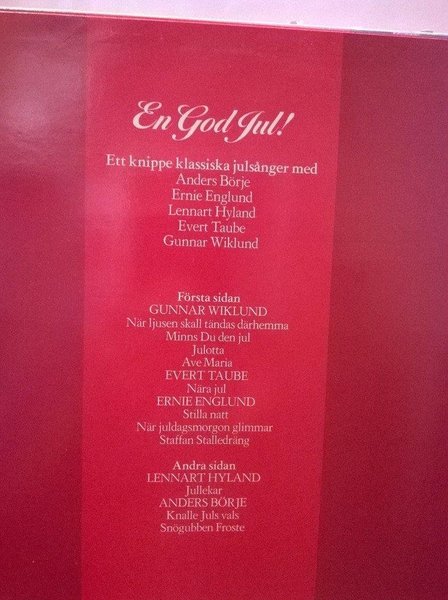 En God Jul!
Ett knippe klassiska julsånger med
Anders Börje
Ernie Englund
Lennart Hyland
Evert Taube
Gunnar Wiklund
Första sidan
GUNNAR WIKLUND
När ljusen skall tändas därhemma
Minns Du den jul
Julotta
Ave Maria
EVERT TAUBE
Nära jul
ERNIE ENGLUND
Stilla natt
När juldagsmorgon glimmar
Staffan Stalledräng
Andra sidan
LENNART HYLAND
Jullekar
ANDERS BÖRJE
Knalle Juls vals
Snögubben Froste